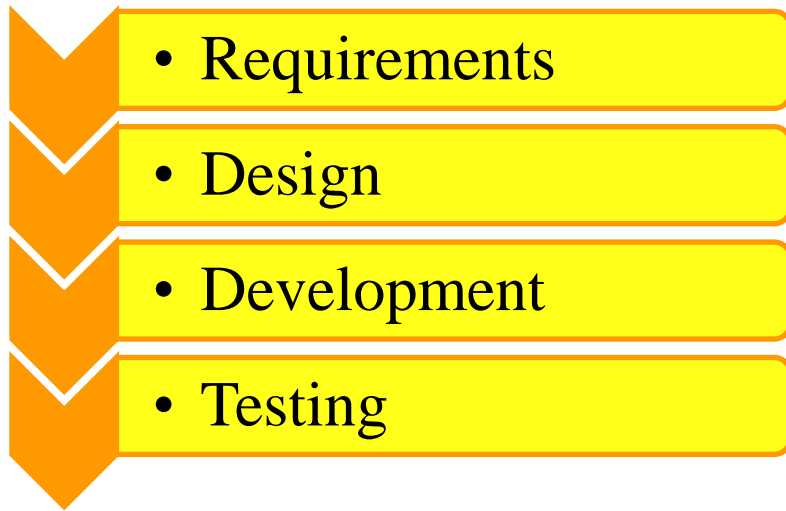 • Requirements
• Design
• Development
• Testing